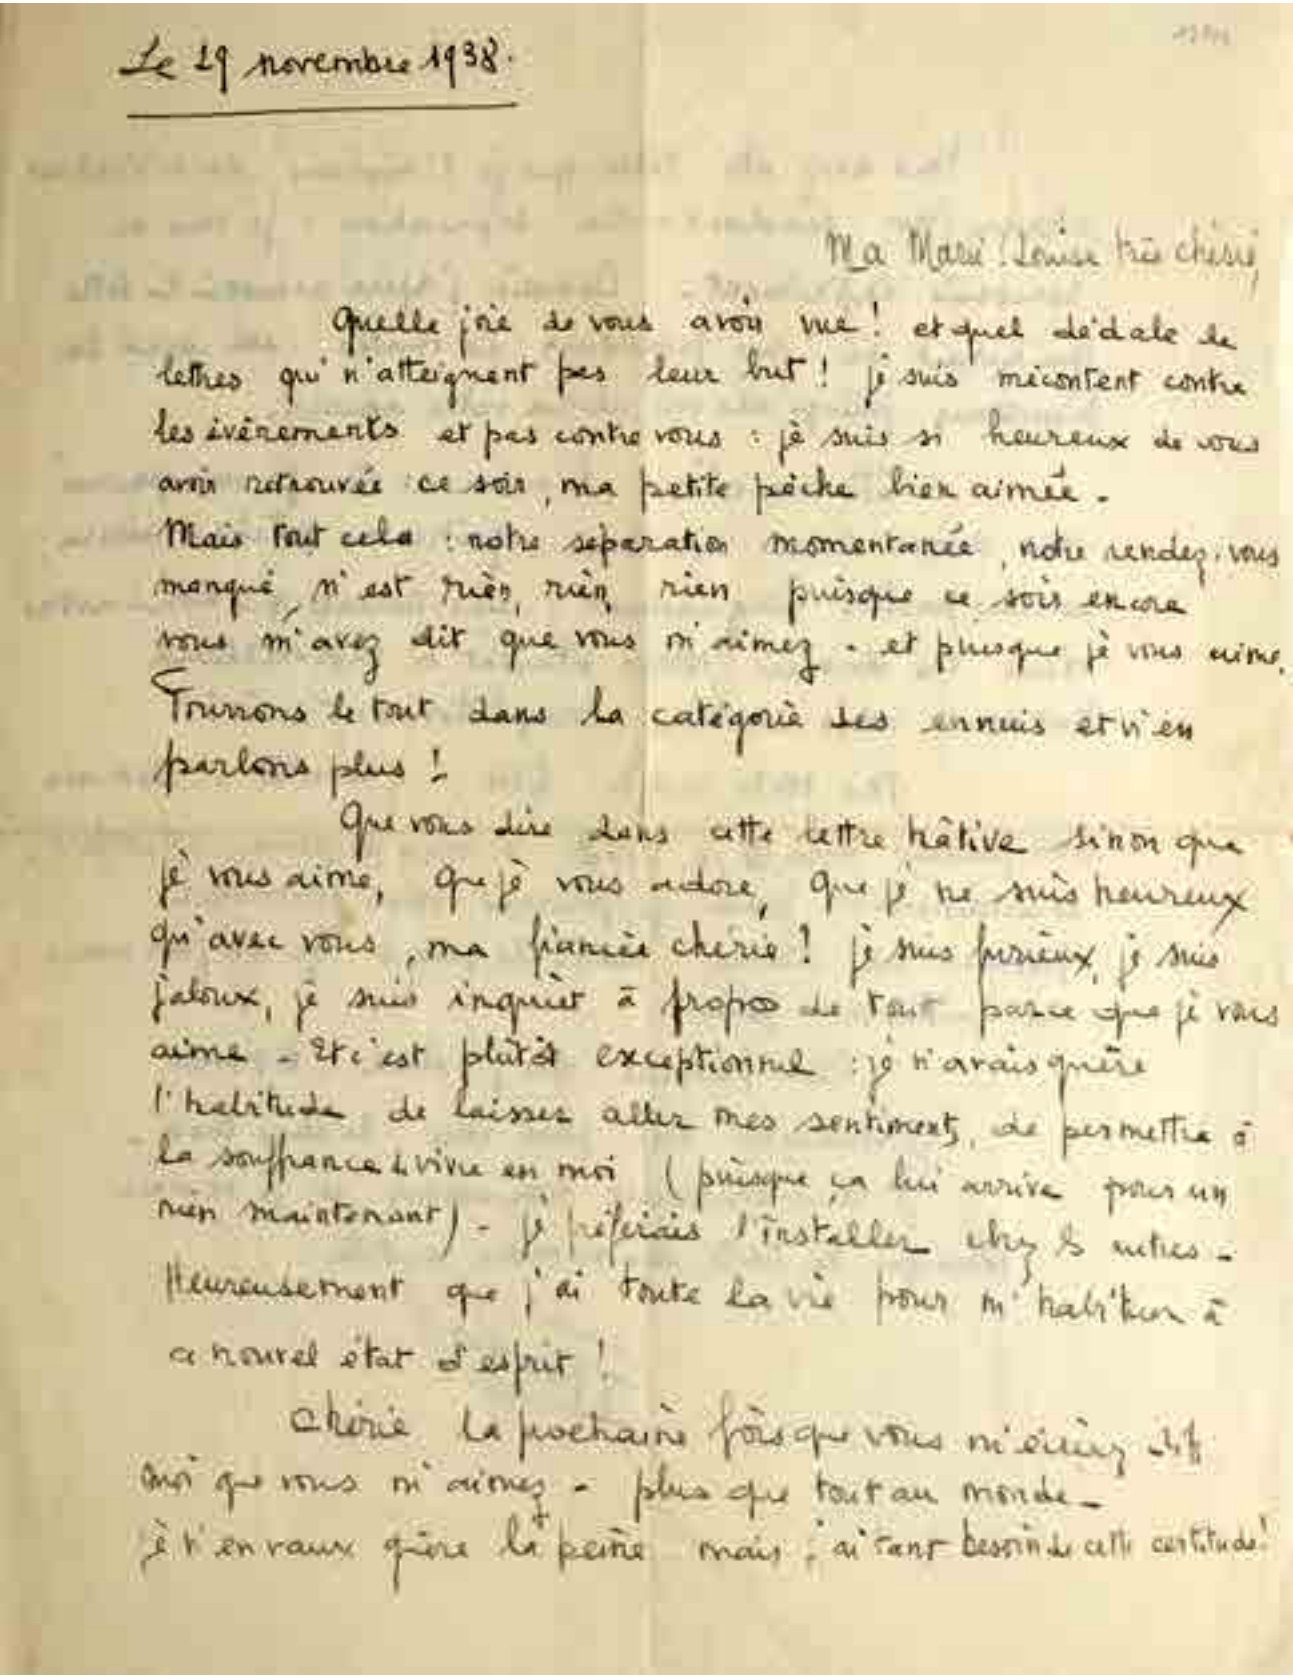 Le 29 novembre 1938.
Ma Marie Louise très chérie,
Quelle joie de vous avoir vue ! et quel dédale de
lettres qui n'atteignent pas leur but ! je suis mécontent contre
les évènements et pas contre vous : je suis si heureux de vous
avoir retrouvée ce soir, ma petite pêche bien aimée.
Mais tout cela : notre séparation momentanée, notre rendez-vous
manqué, n'est rien, rien, rien puisque ce soir encore
vous m'avez dit que vous m'aimez - et puisque je vous aime.
Fourrons le tout dans la catégorie des ennuis et n'en
parlons plus !
Que vous dire dans cette lettre hâtive sinon que
je vous aime, que je vous adore, que je ne suis heureux
qu'avec vous, ma fiancée chérie ! je suis furieux, je suis
jaloux, je suis inquiet à propos de tout parce que je vous
aime - Et c'est plutôt exceptionnel : je n'avais guère
l'habitude de laisser aller mes sentiments, de permettre à
la souffrance de vivre en moi (puisque ça lui arrive pour un
rien maintenant) - je préférais l'installer chez les autres -
Heureusement que j'ai toute la vie pour m'habituer à
ce nouvel état d'esprit !
Chérie la prochaine fois que vous m'écrirez dites
moi que vous m'aimez - plus que tout au monde -
je n'en vaux guère la peine mais j'ai tant besoin de cette certitude !